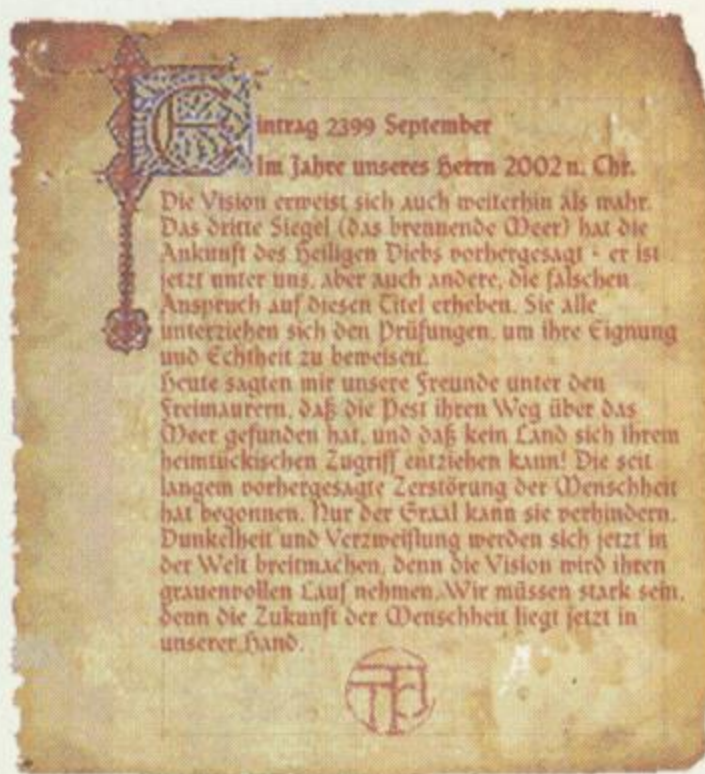 Eintrag 2399 September
Im Jahre unseres Herrn 2002 n. Chr.
Die Vision erweist sich auch weiterhin als wahr.
Das dritte Siegel (das brennende Meer) hat die
Ankunft des Heiligen Diebs vorhergesagt - er ist
jetzt unter uns, aber auch andere, die falschen
Anspruch auf diesen Titel erheben. Sie alle
unterziehen sich den Prüfungen, um ihre Eignung
und Echtheit zu beweisen.
Heute sagten mir unsere Freunde unter den
Freimaurern, daß die Pest ihren Weg über das
Meer gefunden hat, und daß kein Land sich ihrem
heimtückischen Zugriff entziehen kann! Die seit
langem vorhergesagte Zerstörung der Menschheit
hat begonnen. Nur der Graal kann sie verhindern.
Dunkelheit und Verzweiflung werden sich jetzt in
der Welt breitmachen, denn die Vision wird ihren
grauenvollen Lauf nehmen. Wir müssen stark sein,
denn die Zukunft der Menschheit liegt jetzt in
unserer Hand.